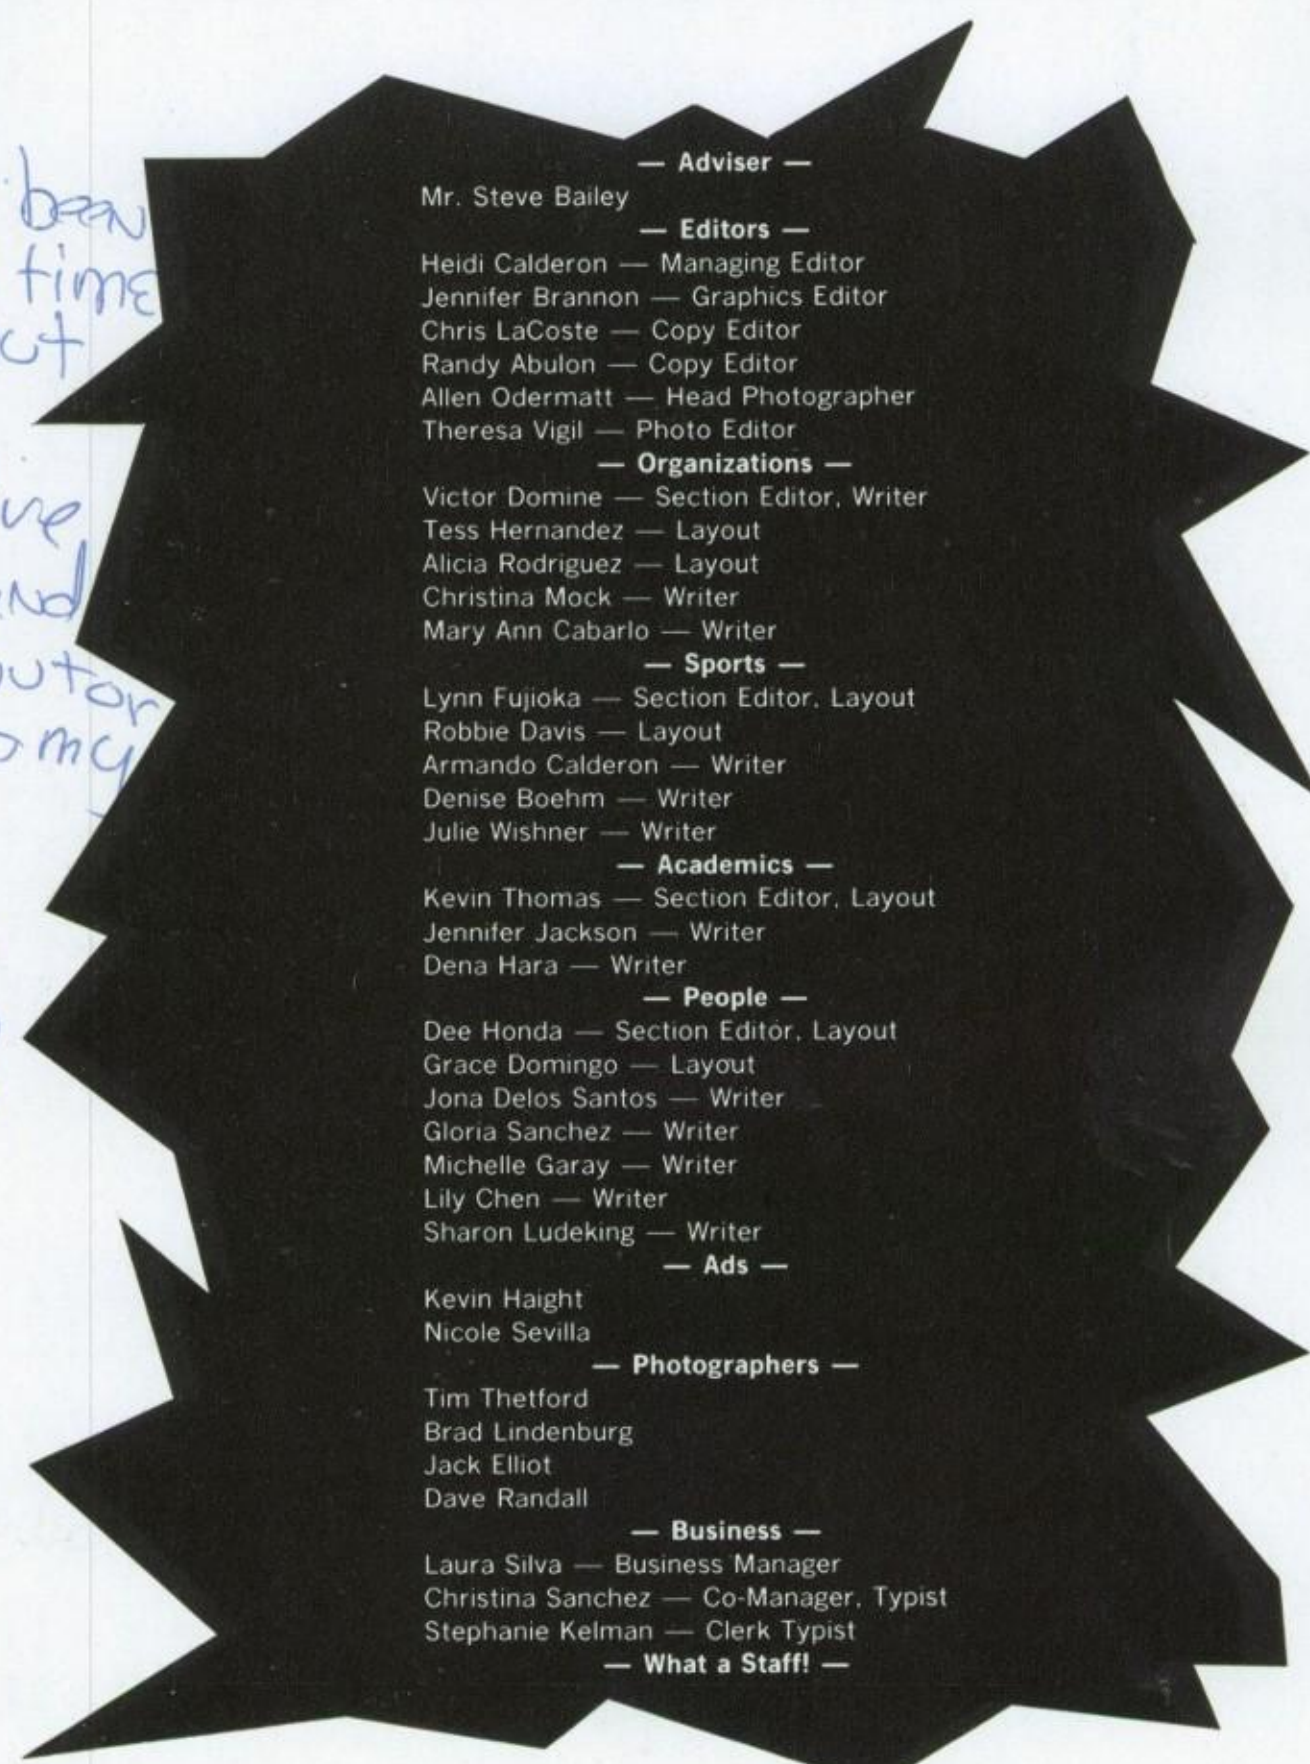 — Adviser —
Mr. Steve Bailey
— Editors —
Heidi Calderon — Managing Editor
Jennifer Brannon — Graphics Editor
Chris LaCoste — Copy Editor
Randy Abulon — Copy Editor
Allen Odermatt — Head Photographer
Theresa Vigil — Photo Editor
— Organizations —
Victor Domine — Section Editor, Writer
Tess Hernandez — Layout
Alicia Rodriguez — Layout
Christina Mock — Writer
Mary Ann Cabarlo — Writer
— Sports —
Lynn Fujioka — Section Editor, Layout
Robbie Davis — Layout
Armando Calderon — Writer
Denise Boehm — Writer
Julie Wishner — Writer
— Academics —
Kevin Thomas — Section Editor, Layout
Jennifer Jackson — Writer
Dena Hara — Writer
— People —
Dee Honda — Section Editor, Layout
Grace Domingo — Layout
Jona Delos Santos — Writer
Gloria Sanchez — Writer
Michelle Garay — Writer
Lily Chen — Writer
Sharon Ludeking — Writer
— Ads —
Kevin Haight
Nicole Sevilla
— Photographers —
Tim Thetford
Brad Lindenburg
Jack Elliot
Dave Randall
— Business —
Laura Silva — Business Manager
Christina Sanchez — Co-Manager, Typist
Stephanie Kelman — Clerk Typist
— What a Staff! —
been
time
my